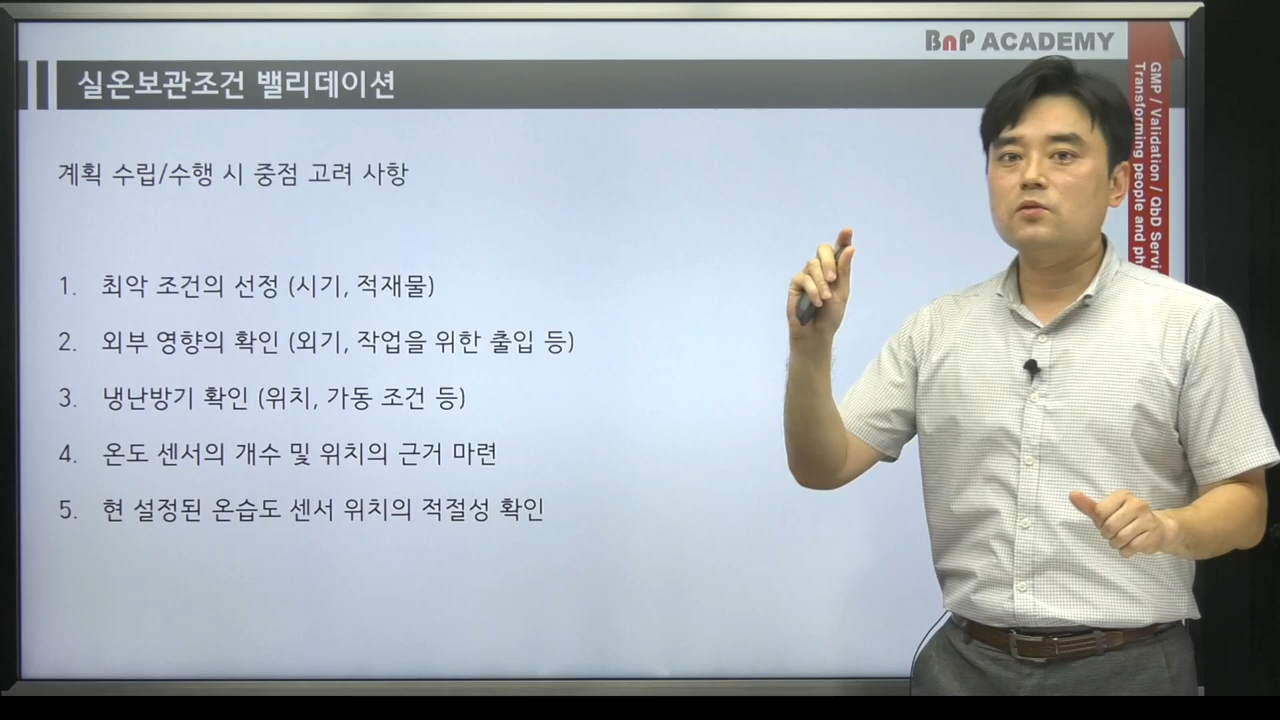 BnP ACADEMY
실온보관조건 밸리데이션
GMP / Validation / QbD
Transforming people and
계획 수립/수행 시 중점 고려 사항
1. 최악 조건의 선정 (시기, 적재물)
2. 외부 영향의 확인 (외기, 작업을 위한 출입 등)
3. 냉난방기 확인 (위치, 가동 조건 등)
4. 온도 센서의 개수 및 위치의 근거 마련
5. 현 설정된 온습도 센서 위치의 적절성 확인